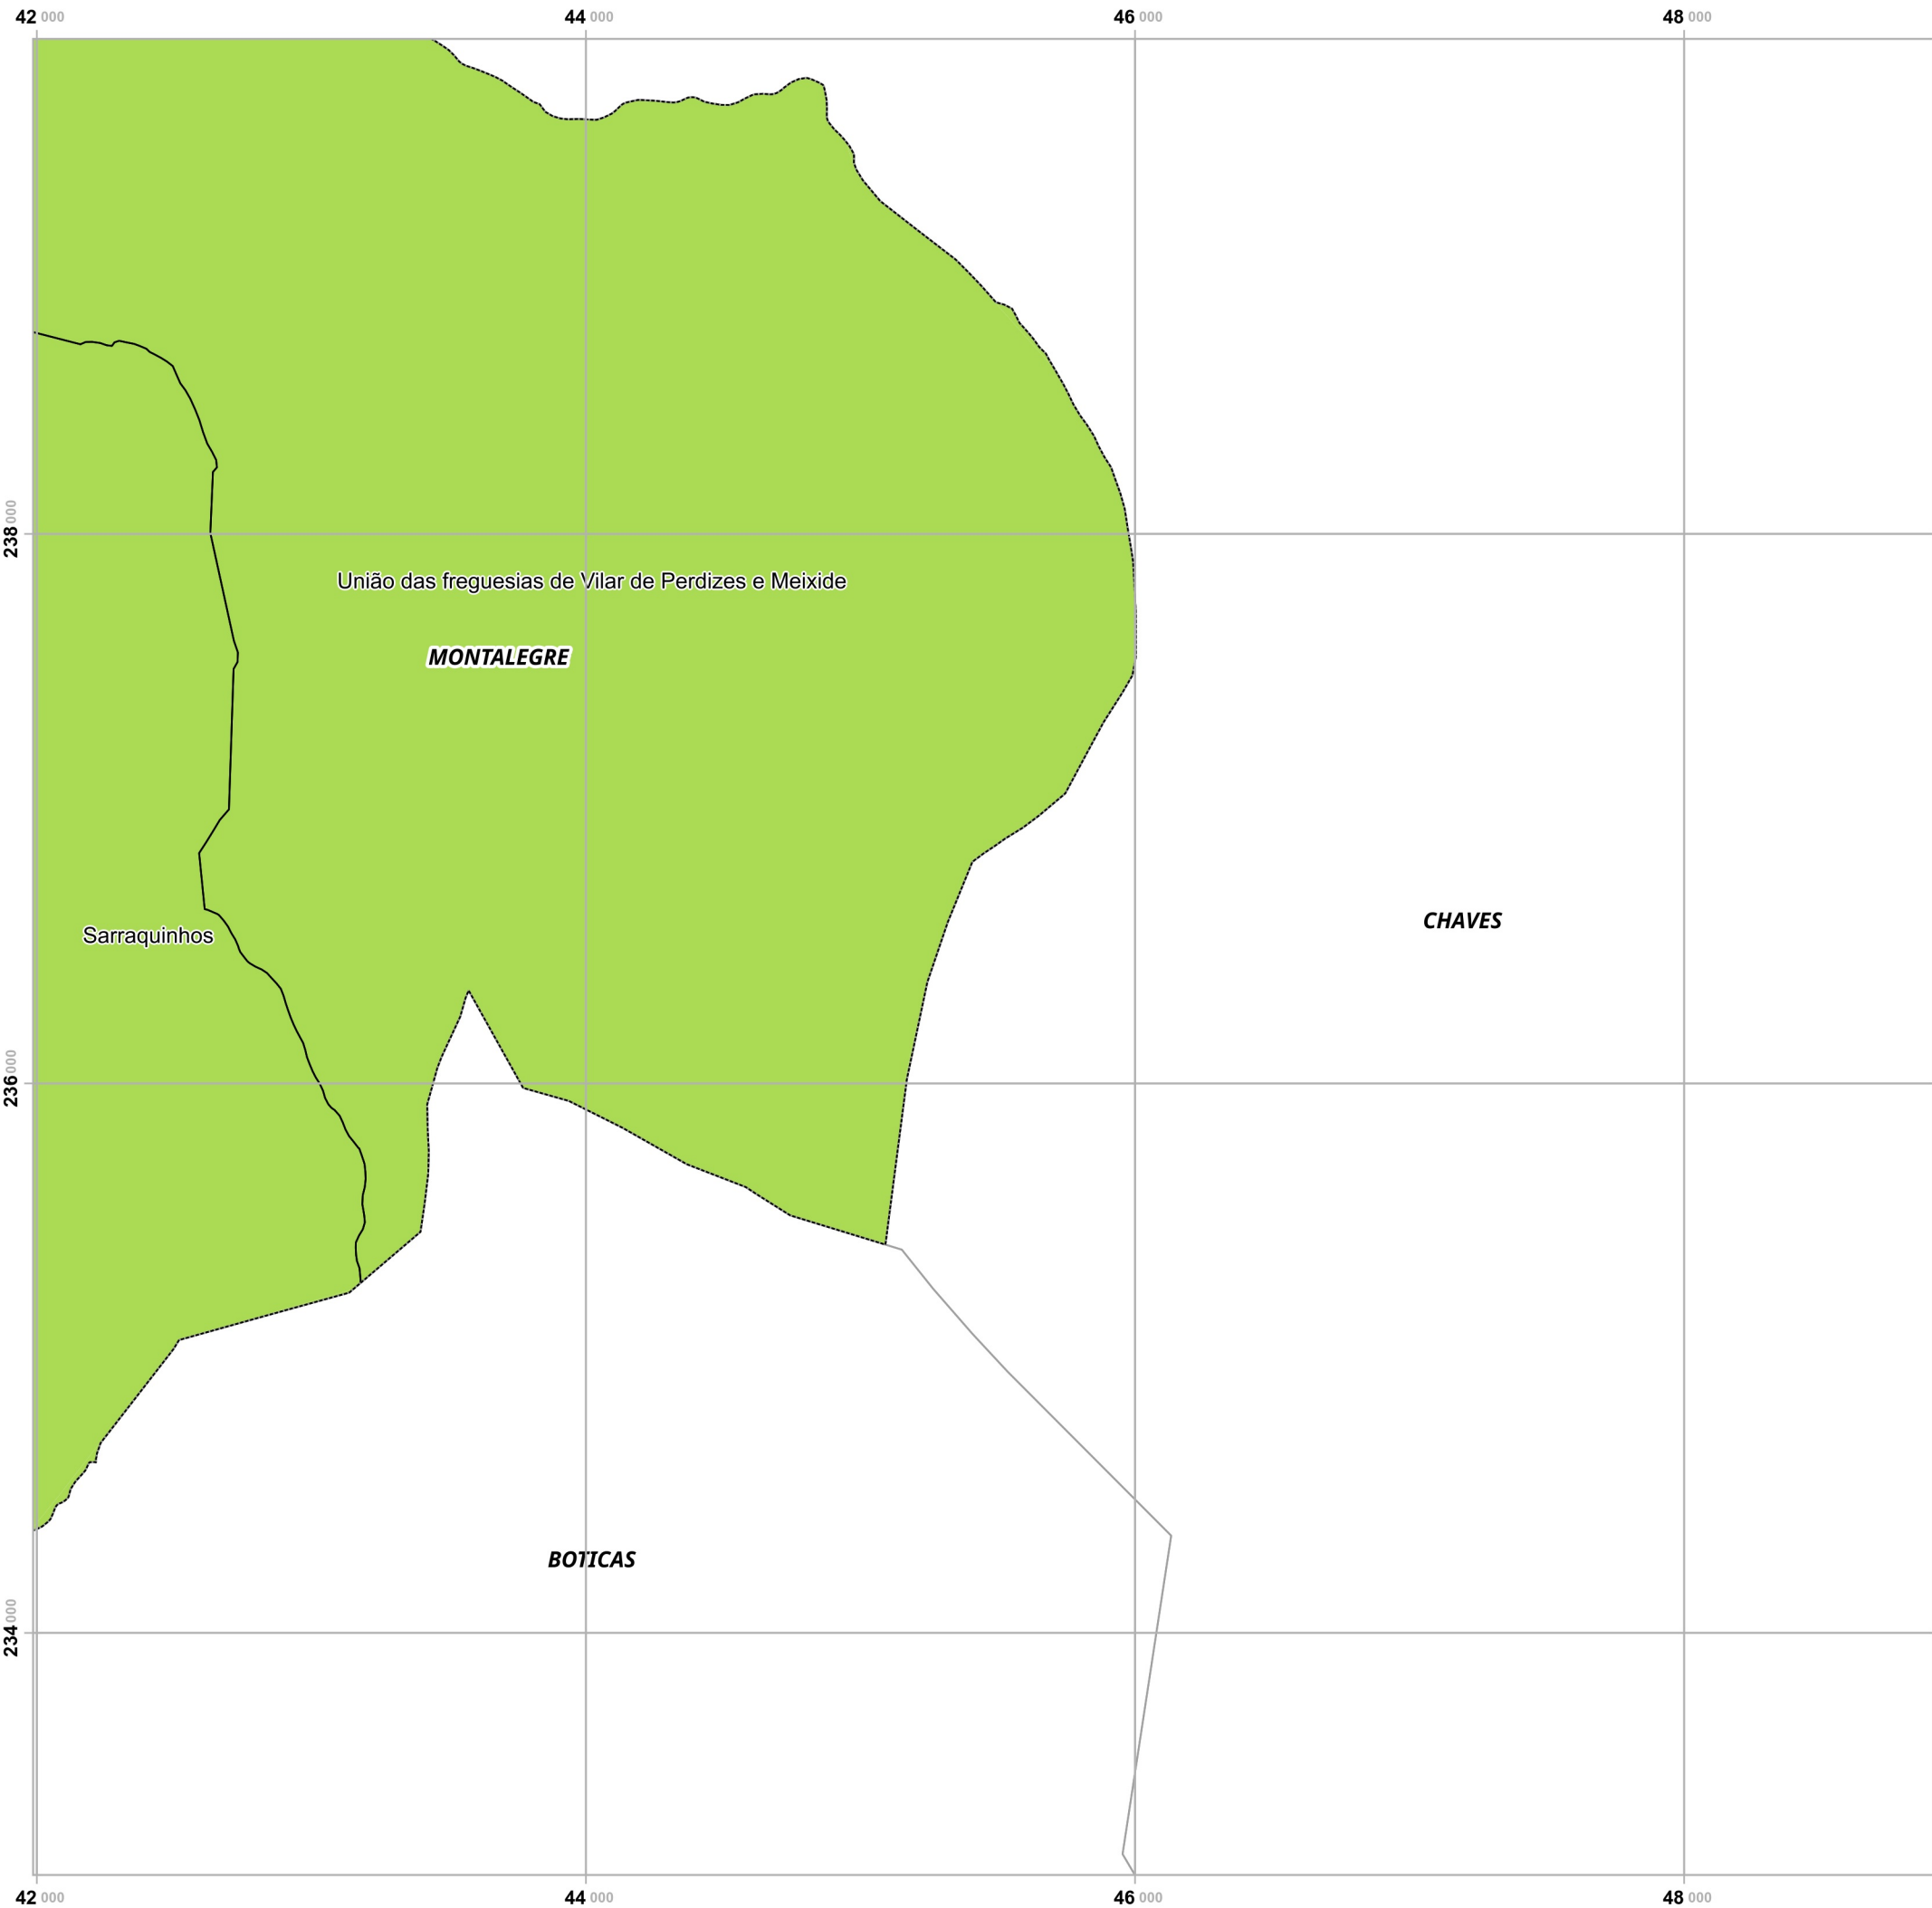 42 000 44 000 46 000 48 000
238 000
União das freguesias de Vilar de Perdizes e Meixide
MONTALEGRE
CHAVES
Sarraquinhos
236 000
BOTICAS
234 000
42 000 44 000 46 000 48 000